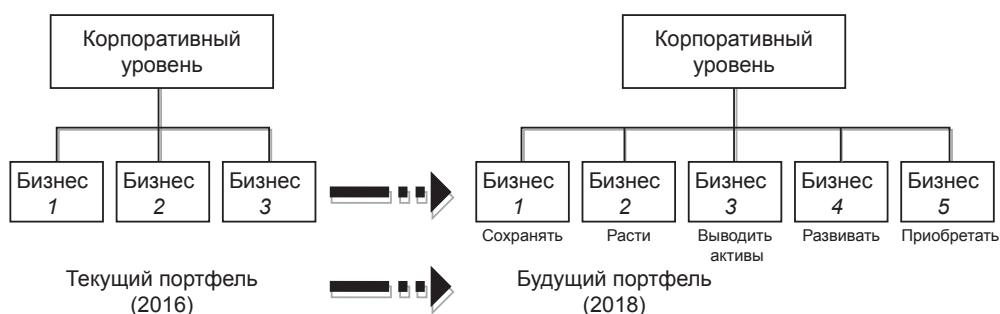 Корпоративный
уровень
Корпоративный
уровень
Бизнес
1
Бизнес
2
Бизнес
3
Бизнес
1
Бизнес
2
Бизнес
3
Бизнес
4
Бизнес
5
Сохранять
Расти
Выводить
активы
Развивать
Приобретать
Текущий портфель
(2016)
Будущий портфель
(2018)